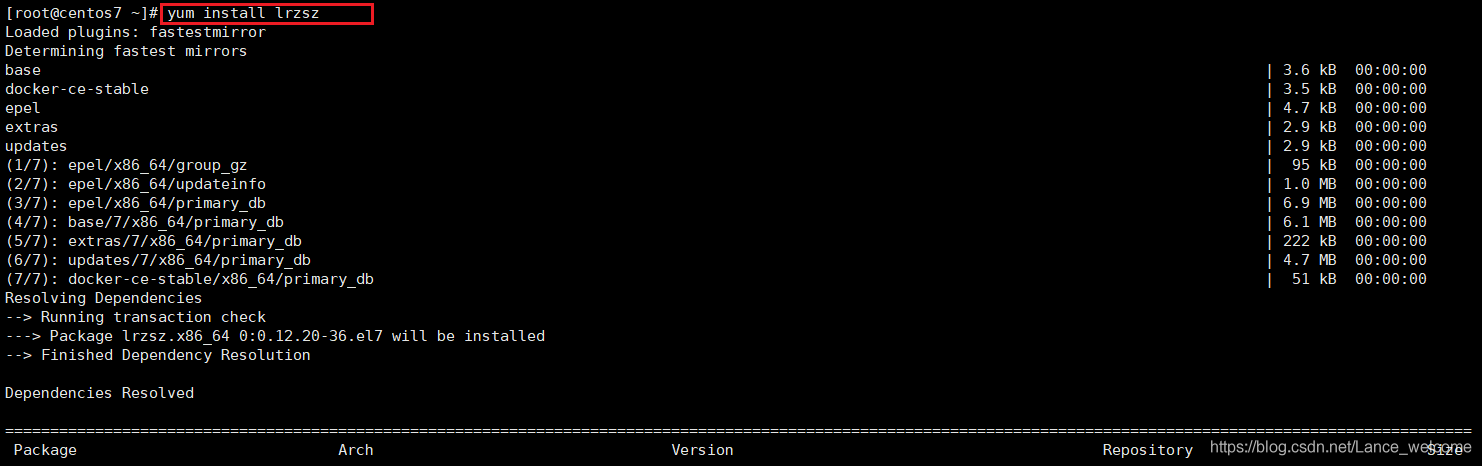 [root@centos7 ~]# yum install lrzsz
Loaded plugins: fastestmirror
Determining fastest mirrors
base | 3.6 kB 00:00:00
docker-ce-stable | 3.5 kB 00:00:00
epel | 4.7 kB 00:00:00
extras | 2.9 kB 00:00:00
updates | 2.9 kB 00:00:00
(1/7): epel/x86_64/group_gz | 95 kB 00:00:00
(2/7): epel/x86_64/updateinfo | 1.0 MB 00:00:00
(3/7): epel/x86_64/primary_db | 6.9 MB 00:00:00
(4/7): base/7/x86_64/primary_db | 6.1 MB 00:00:00
(5/7): extras/7/x86_64/primary_db | 222 kB 00:00:00
(6/7): updates/7/x86_64/primary_db | 4.7 MB 00:00:00
(7/7): docker-ce-stable/x86_64/primary_db | 51 kB 00:00:00
Resolving Dependencies
--> Running transaction check
---> Package lrzsz.x86_64 0:0.12.20-36.el7 will be installed
--> Finished Dependency Resolution
Dependencies Resolved
================================================================================================================================================================
Package Arch Version Repository Size
https://blog.csdn.net/Lance_welcome